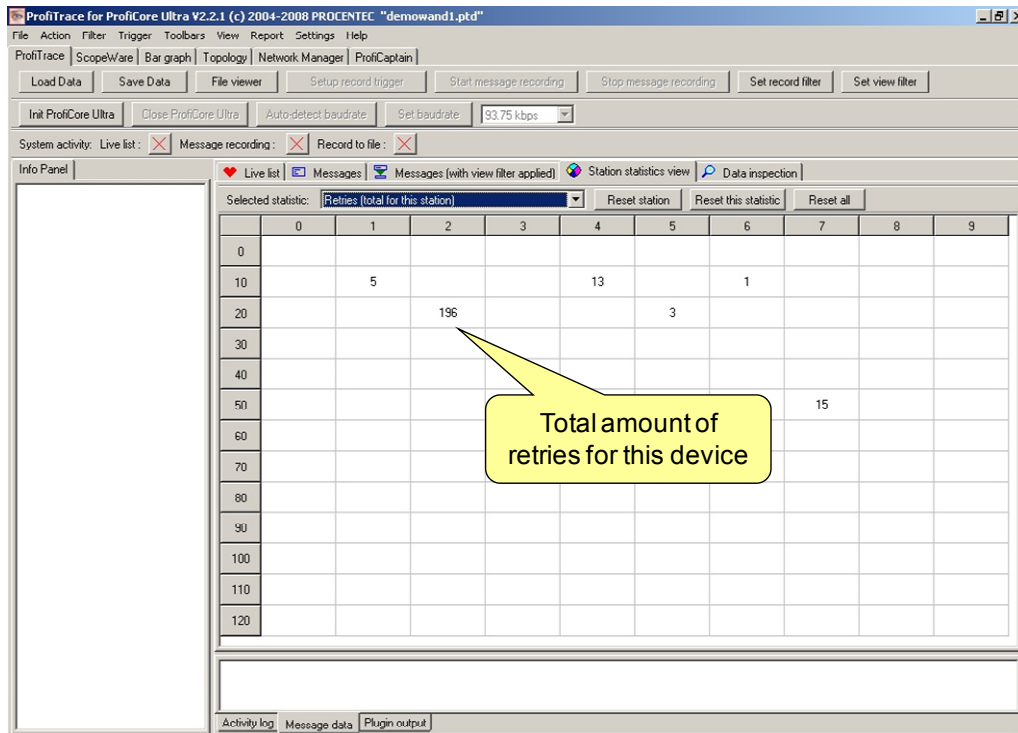 ProfiTrace for ProfiCore Ultra V2.2.1 (c) 2004-2008 PROCENTEC "demowand1.ptd"
File Action Filter Trigger Toolbars View Report Settings Help
ProfiTrace ScopeWare Bar graph Topology Network Manager ProfiCaptain
Load Data Save Data File viewer Setup record trigger Start message recording Stop message recording Set record filter Set view filter
Init ProfiCore Ultra Close ProfiCore Ultra Auto-detect baudrate Set baudrate 93.75 kbps
System activity: Live list : Message recording : Record to file :
Info Panel Live list Messages Messages (with view filter applied) Station statistics view Data inspection
Selected statistic: Retries (total for this station) Reset station Reset this statistic Reset all
0 1 2 3 4 5 6 7 8 9
0
10 5 13 1
20 196 3
30
40
50 15
60
70
80
90
100
110
120
Total amount of
retries for this device
Activity log Message data Plugin output